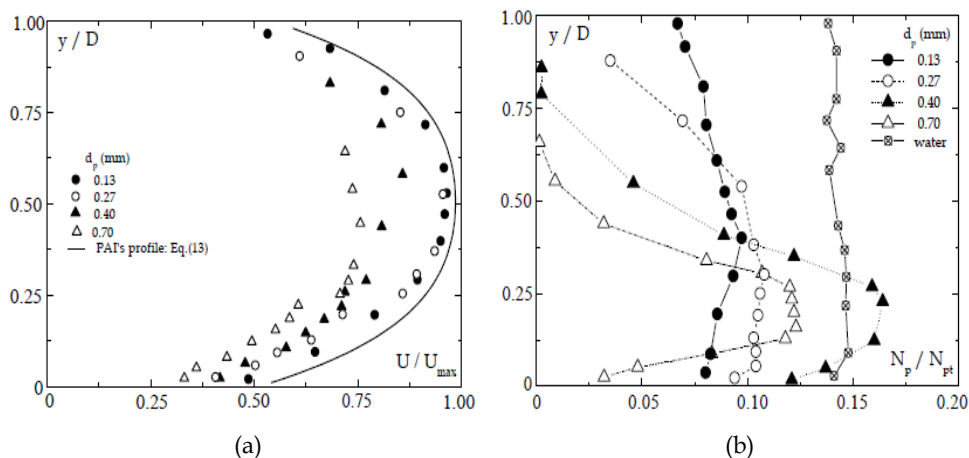 (a)
1.00
y / D
0.75
0.50
0.25
0
d_p (mm)
0.13
0.27
0.40
0.70
PAI's profile: Eq.(13)
U / U_max
0 0.25 0.50 0.75 1.00
(a)
(b)
1.00
y / D
0.75
0.50
0.25
0
d_p (mm)
0.13
0.27
0.40
0.70
water
N_p / N_pt
0 0.05 0.10 0.15 0.20
(b)